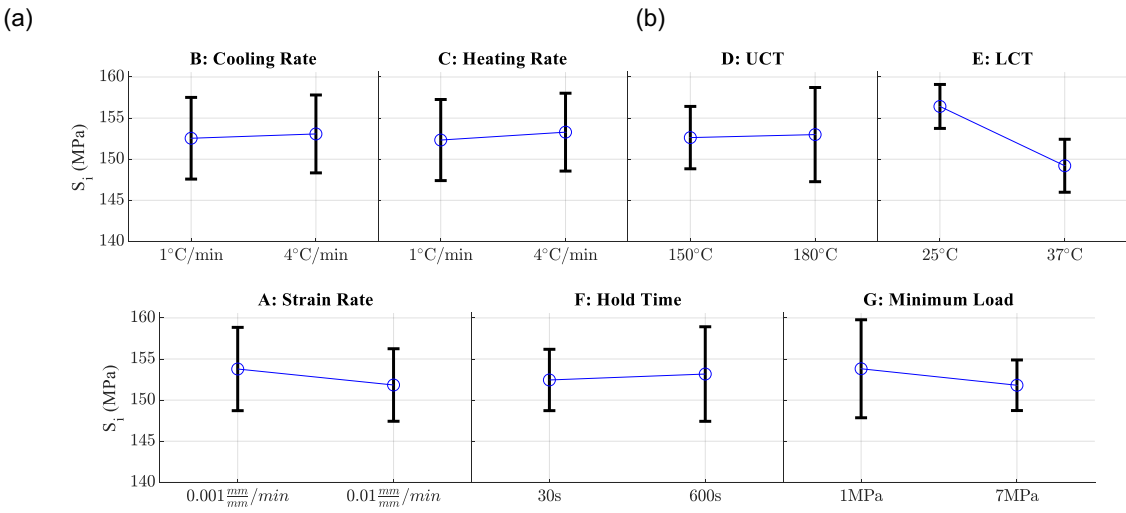 (a) (b)
B: Cooling Rate C: Heating Rate D: UCT E: LCT
160
155
150
145
140
S_i (MPa)
1°C/min 4°C/min 1°C/min 4°C/min 150°C 180°C 25°C 37°C
A: Strain Rate F: Hold Time G: Minimum Load
160
155
150
145
140
S_i (MPa)
0.001 mm/mm /min 0.01 mm/mm /min 30s 600s 1MPa 7MPa